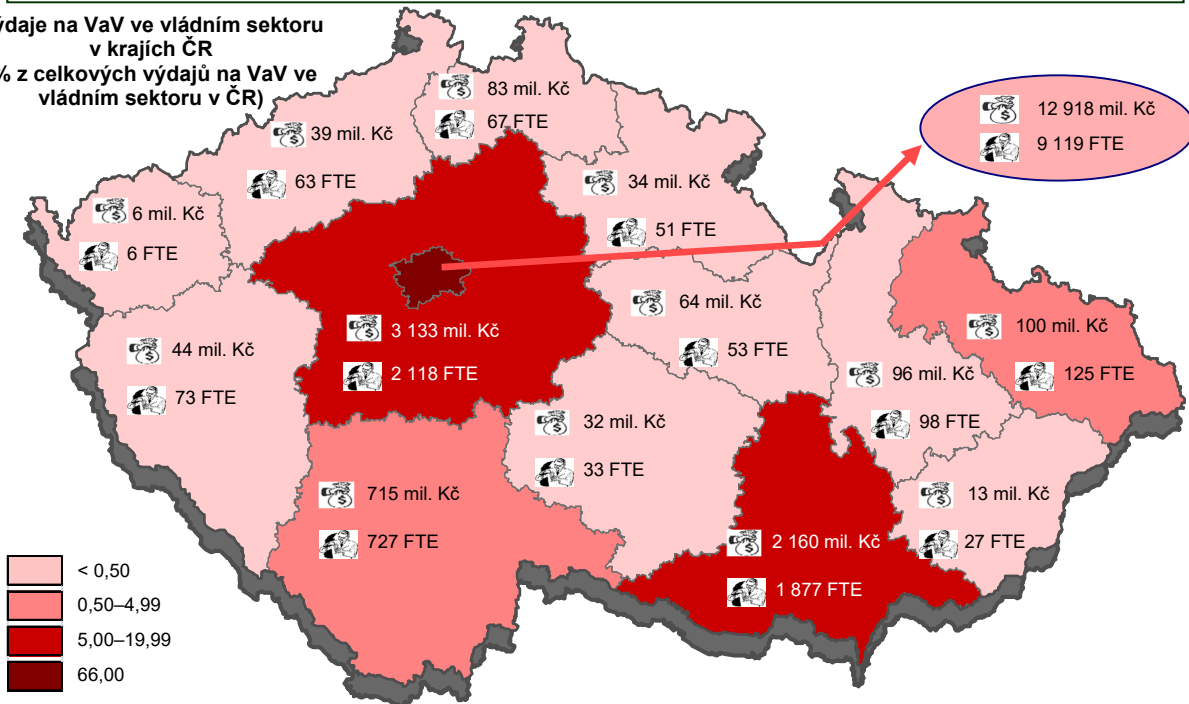 ýdaje na VaV ve vládním sektoru
v krajích ČR
% z celkových výdajů na VaV ve
vládním sektoru v ČR)
83 mil. Kč
67 FTE
12 918 mil. Kč
9 119 FTE
39 mil. Kč
63 FTE
34 mil. Kč
51 FTE
6 mil. Kč
6 FTE
64 mil. Kč
53 FTE
3 133 mil. Kč
2 118 FTE
100 mil. Kč
125 FTE
44 mil. Kč
73 FTE
96 mil. Kč
98 FTE
32 mil. Kč
33 FTE
715 mil. Kč
727 FTE
13 mil. Kč
27 FTE
2 160 mil. Kč
1 877 FTE
< 0,50
0,50–4,99
5,00–19,99
66,00